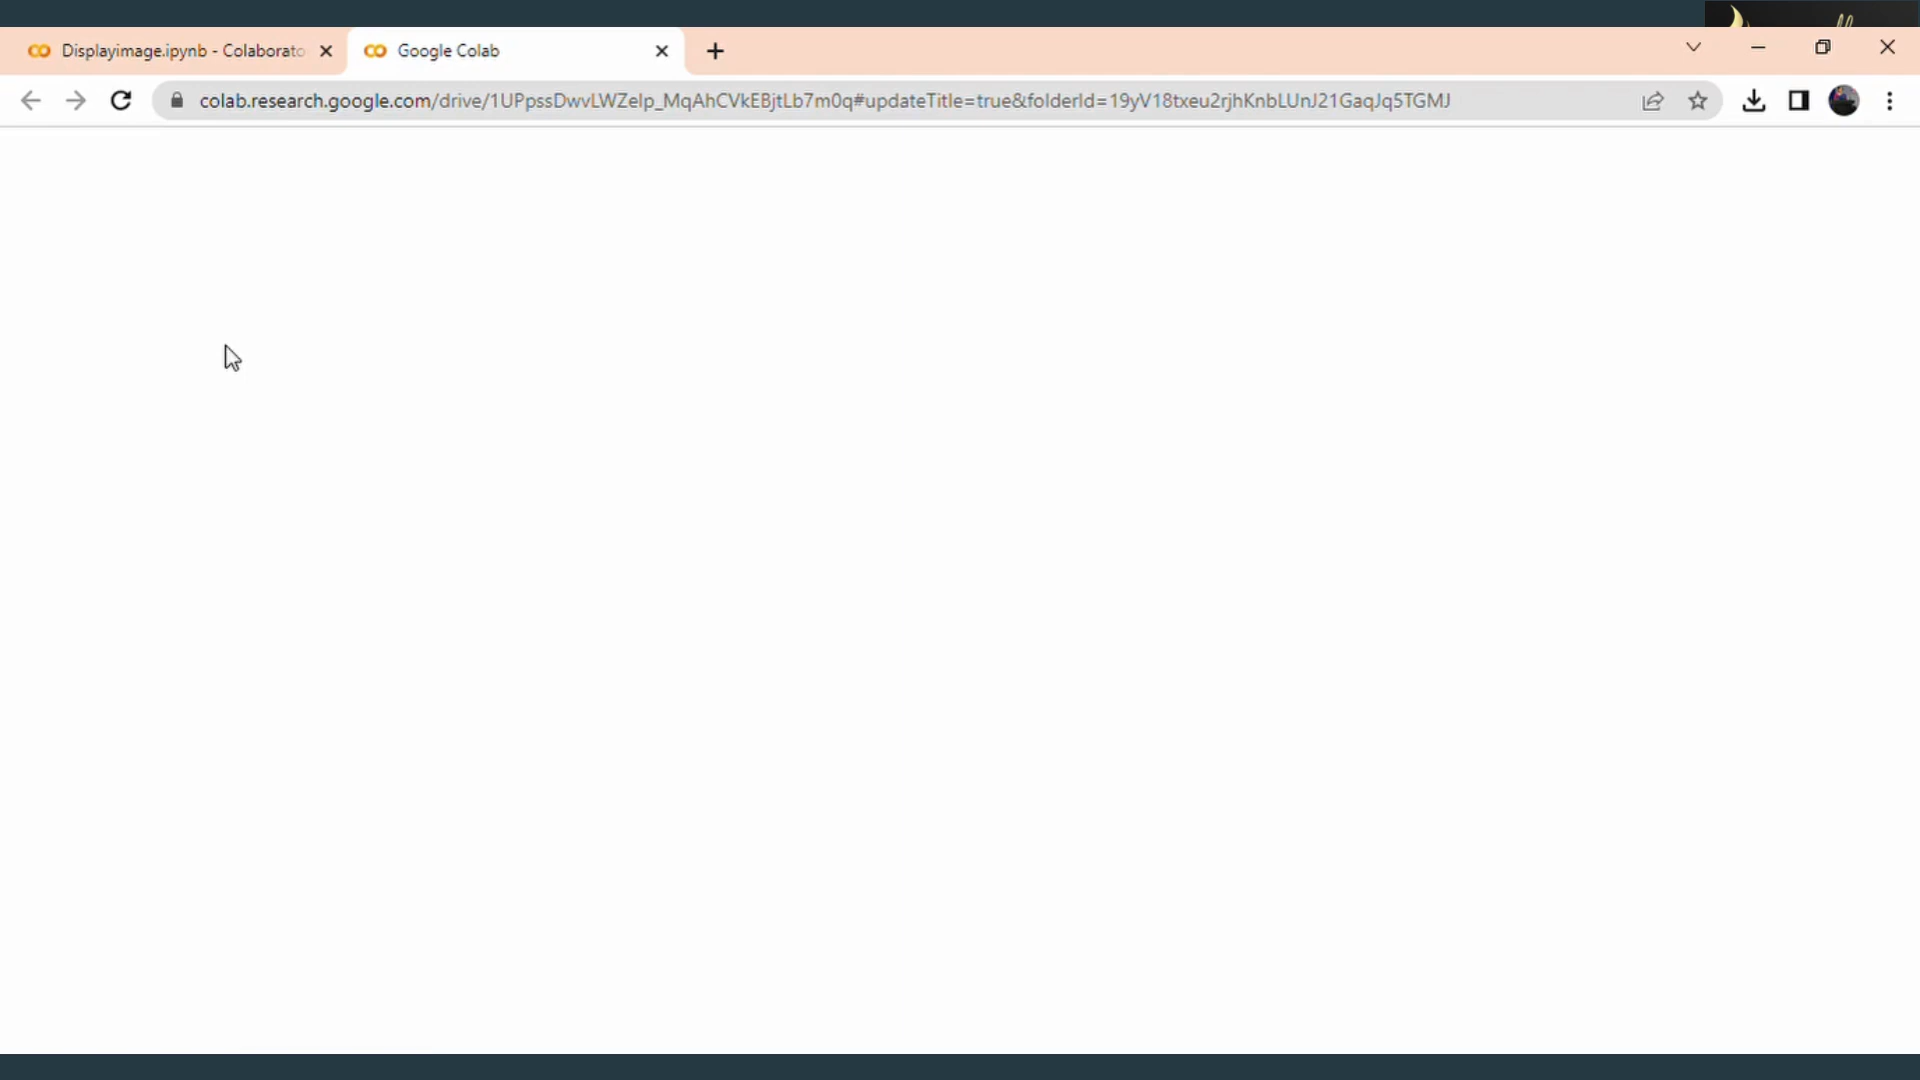 Displayimage.ipynb - Colaborato
Google Colab
colab.research.google.com/drive/1UPpssDwvLWZelp_MqAhCVkEBjtLb7m0q#updateTitle=true&folderId=19yV18txeu2rjhKnbLUnJ21GaqJq5TGMJ